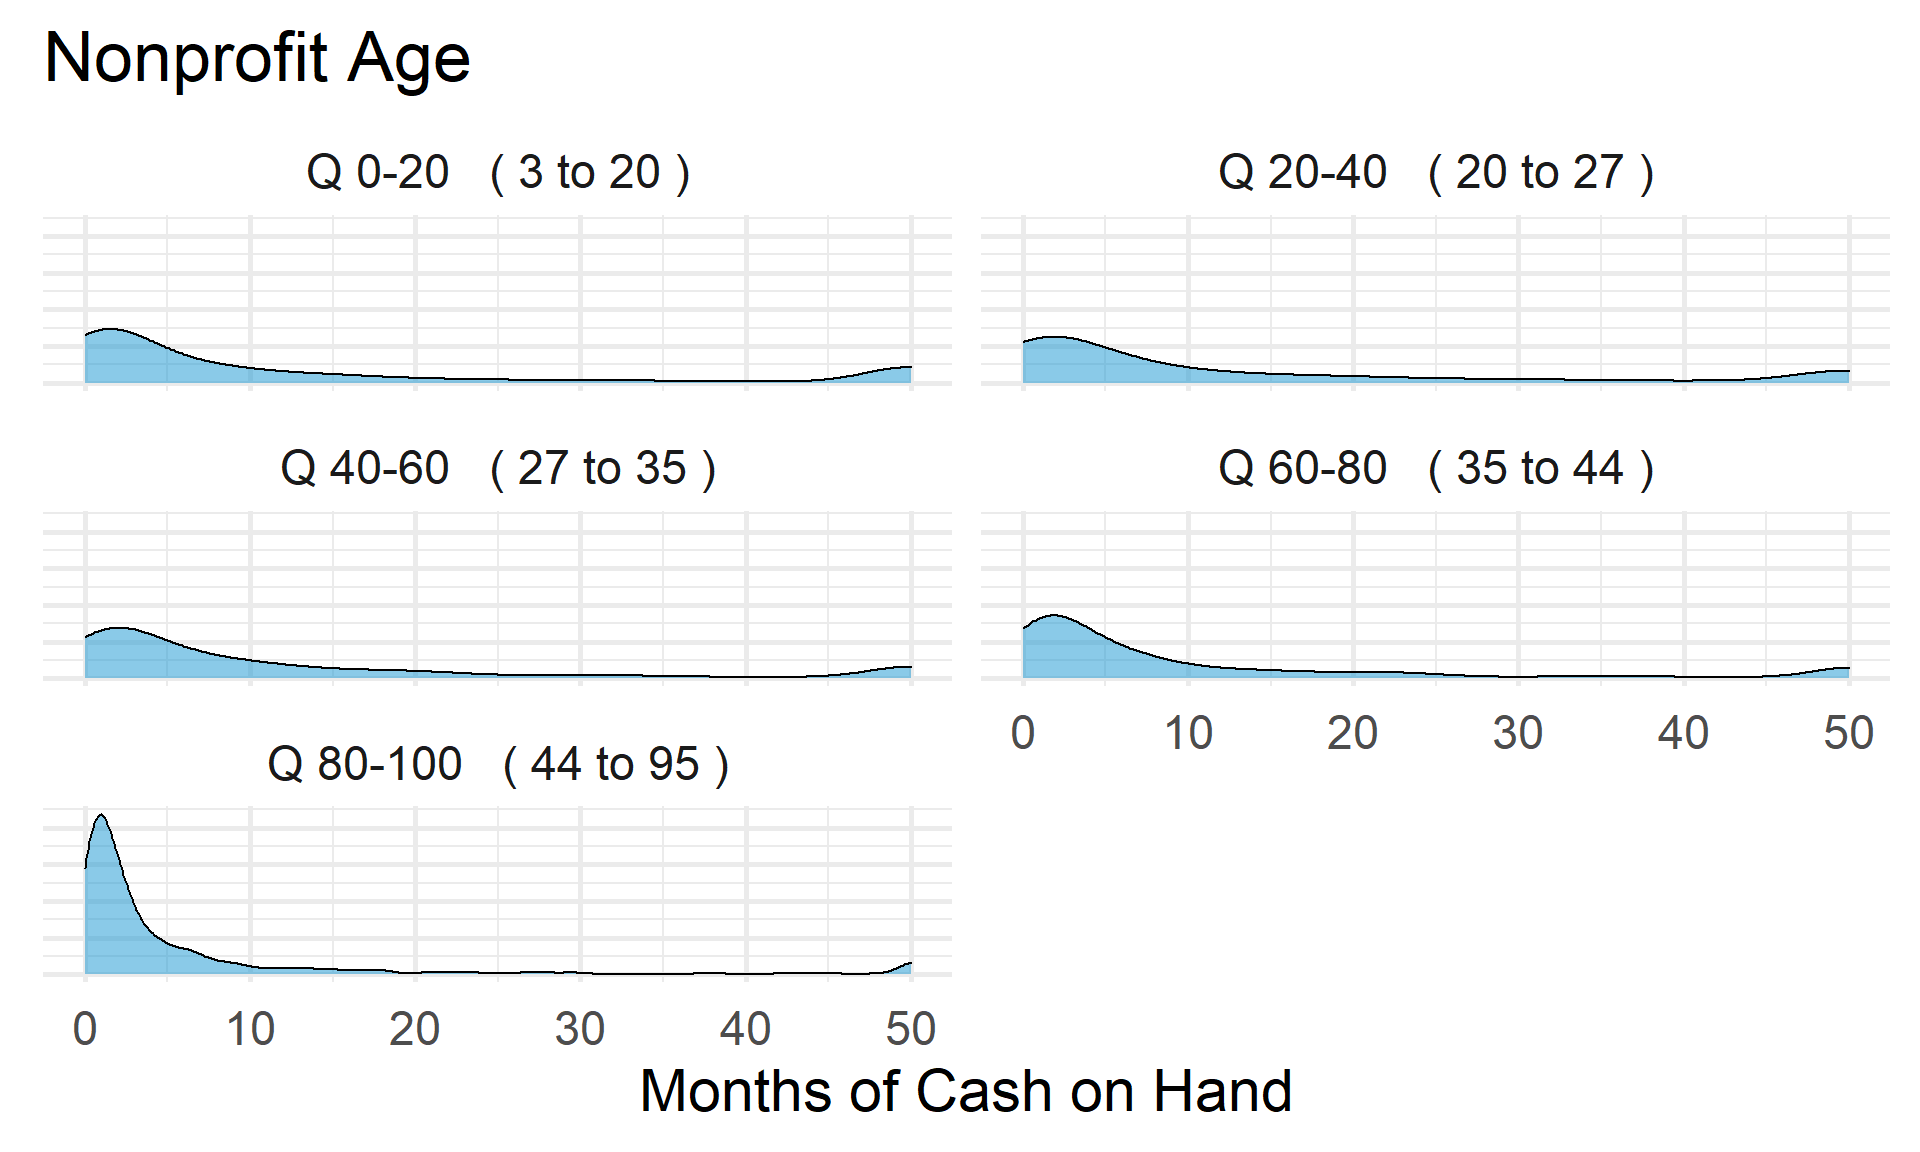 Nonprofit Age
Q 0-20 ( 3 to 20 )
Q 20-40 ( 20 to 27 )
Q 40-60 ( 27 to 35 )
Q 60-80 ( 35 to 44 )
0 10 20 30 40 50
Q 80-100 ( 44 to 95 )
0 10 20 30 40 50
Months of Cash on Hand